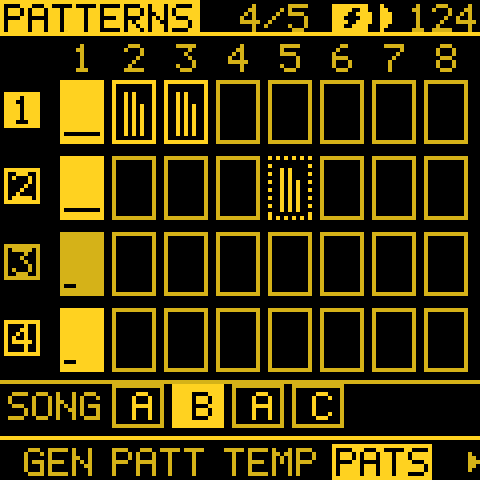 PATTERNS 4/5 124
1 2 3 4 5 6 7 8
1
2
3
4
SONG A B A C
GEN PATT TEMP PATS